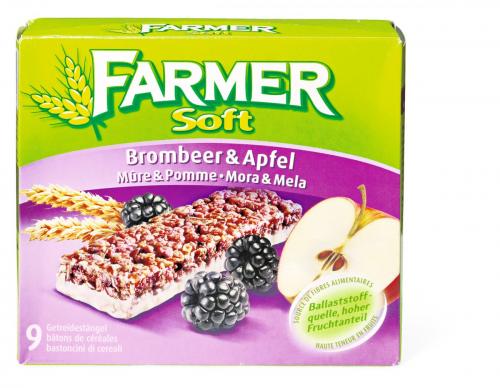 FARMER
Soft
Brombeer & Apfel
Mûre & Pomme • Mora & Mela
SOURCE DE FIBRES ALIMENTAIRES
Ballaststoff-
quelle, hoher
Fruchtanteil
HAUTE TENEUR EN FRUITS
9 Getreidestängel
bâtons de céréales
bastoncini di cereali